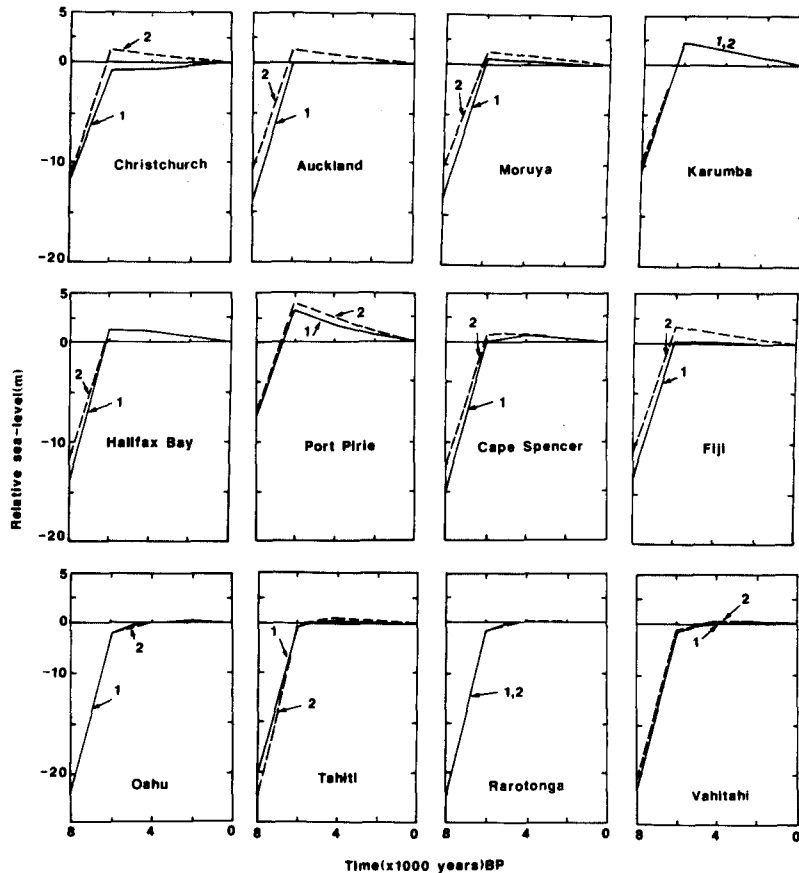 5
0
-10
-20
2
1
Christchurch
2
1
Auckland
2
1
Moruya
1,2
Karumba
Relative sea-level(m)
5
0
-10
-20
2
1
Halifax Bay
2
1
Port Pirie
2
1
Cape Spencer
2
1
Fiji
5
0
-10
-20
2
1
Oahu
1
2
Tahiti
1,2
Rarotonga
2
1
Vahitahi
8 4 0 8 4 0 8 4 0 8 4 0
Time(x1000 years)BP